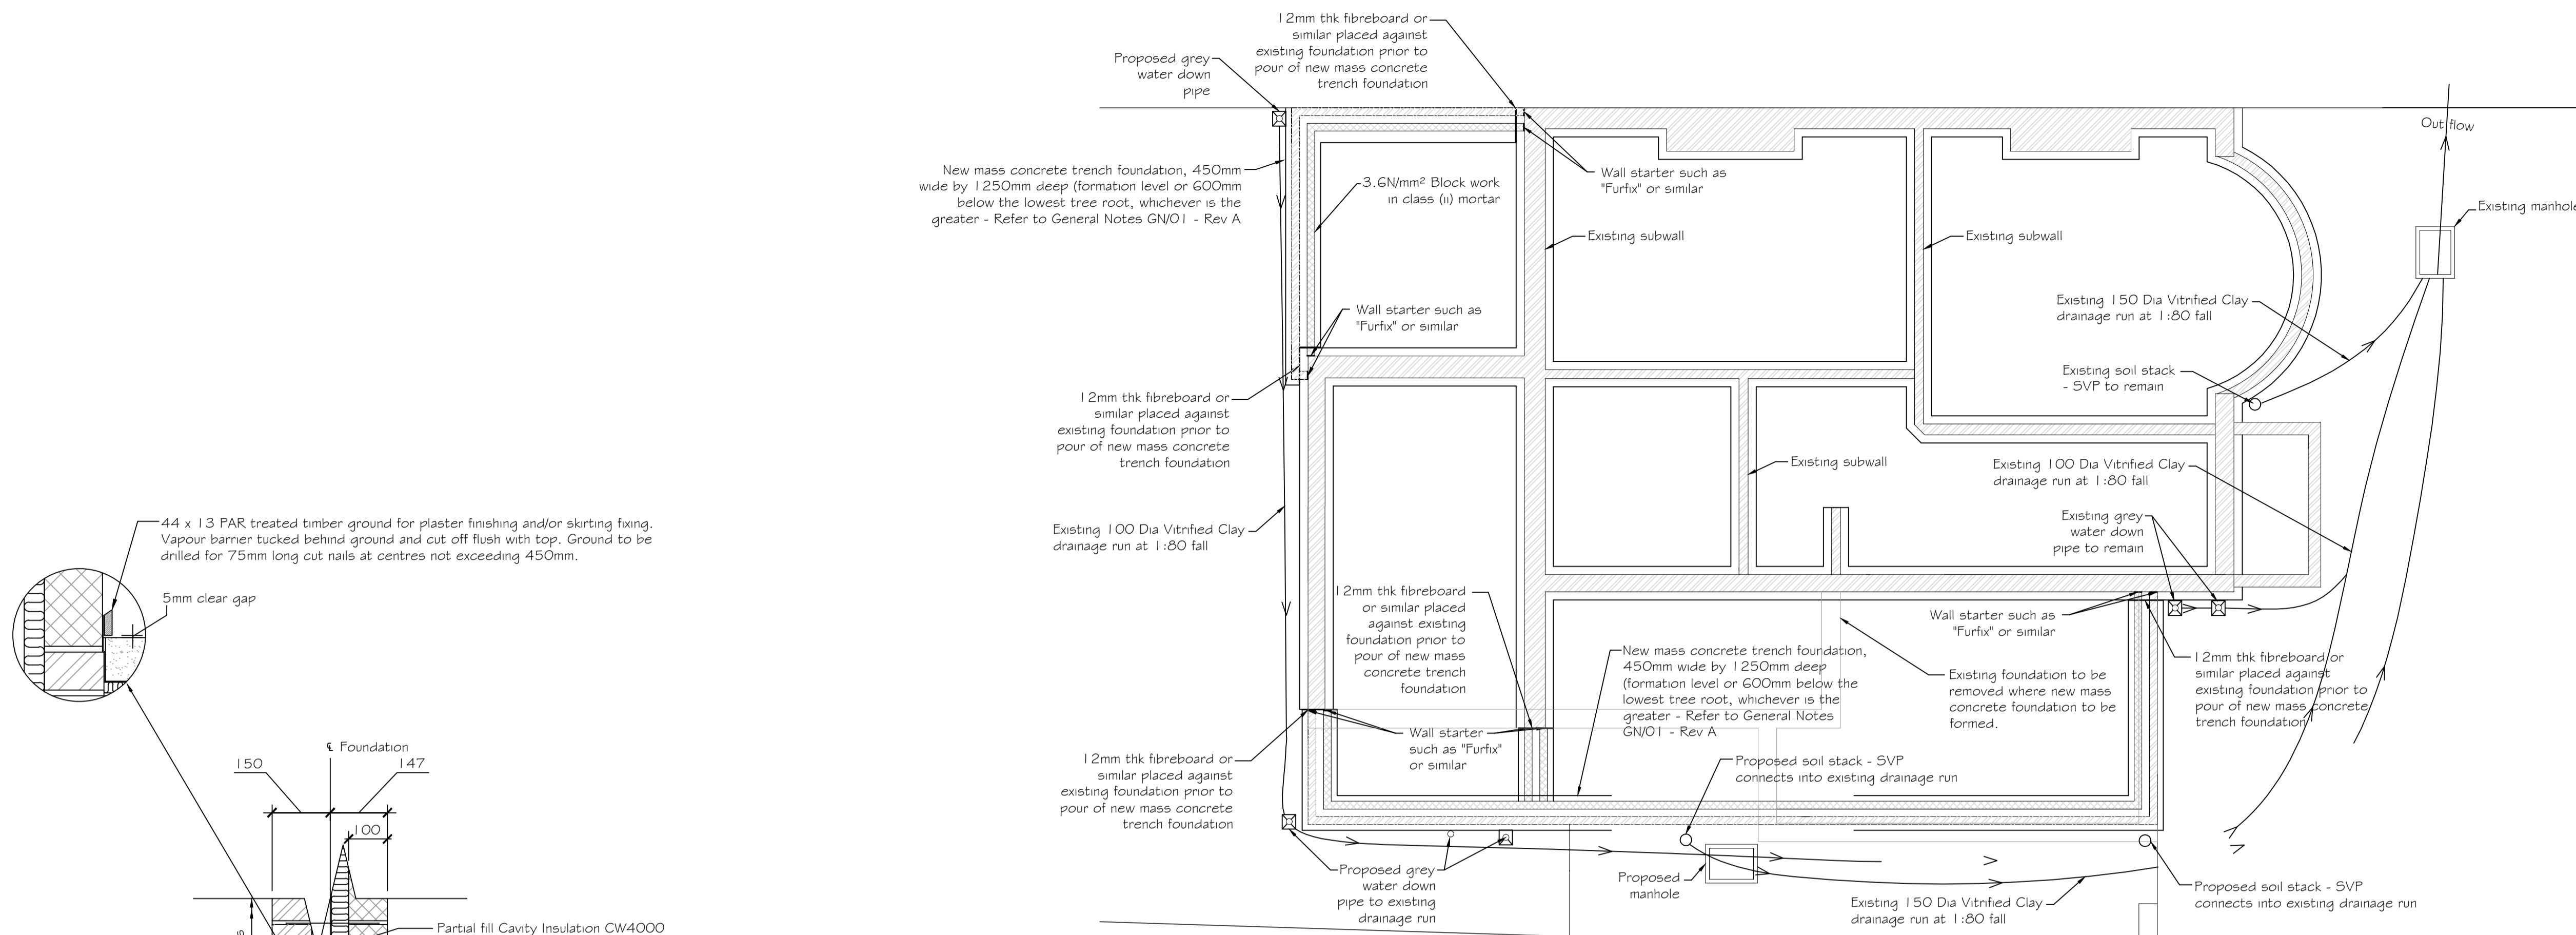 12mm thk fibreboard or
similar placed against
existing foundation prior to
pour of new mass concrete
trench foundation
Proposed grey
water down
pipe
Out flow
New mass concrete trench foundation, 450mm
wide by 1250mm deep (formation level or 600mm
below the lowest tree root, whichever is the
greater - Refer to General Notes GN/01 - Rev A
3.6N/mm² Block work
in class (ii) mortar
Wall starter such as
"Furfix" or similar
Existing manhole
Existing subwall
Existing subwall
Wall starter such as
"Furfix" or similar
Existing 150 Dia Vitrified Clay
drainage run at 1:80 fall
Existing soil stack
- SVP to remain
12mm thk fibreboard or
similar placed against
existing foundation prior to
pour of new mass concrete
trench foundation
Existing subwall
Existing 100 Dia Vitrified Clay
drainage run at 1:80 fall
44 x 13 PAR treated timber ground for plaster finishing and/or skirting fixing.
Vapour barrier tucked behind ground and cut off flush with top. Ground to be
drilled for 75mm long cut nails at centres not exceeding 450mm.
5mm clear gap
Existing 100 Dia Vitrified Clay
drainage run at 1:80 fall
Existing grey
water down
pipe to remain
12mm thk fibreboard
or similar placed
against existing
foundation prior to
pour of new mass
concrete trench
foundation
Wall starter such as
"Furfix" or similar
New mass concrete trench foundation,
450mm wide by 1250mm deep
(formation level or 600mm below the
lowest tree root, whichever is the
greater - Refer to General Notes
GN/01 - Rev A
Existing foundation to be
removed where new mass
concrete foundation to be
formed.
12mm thk fibreboard or
similar placed against
existing foundation prior to
pour of new mass concrete
trench foundation
Wall starter
such as "Furfix"
or similar
12mm thk fibreboard or
similar placed against
existing foundation prior to
pour of new mass concrete
trench foundation
Proposed soil stack - SVP
connects into existing drainage run
℄ Foundation
150
147
100
Partial fill Cavity Insulation CW4000
Proposed grey
water down
pipe to existing
drainage run
Proposed
manhole
Existing 150 Dia Vitrified Clay
drainage run at 1:80 fall
Proposed soil stack - SVP
connects into existing drainage run